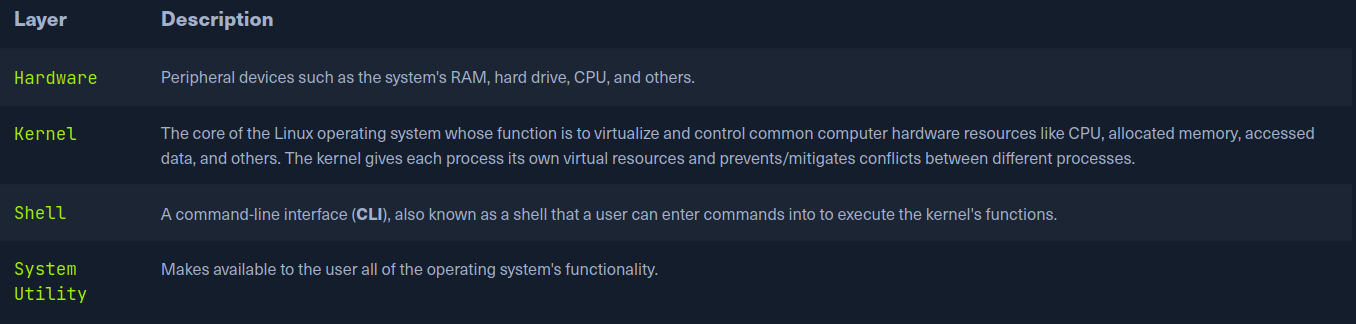 Layer Description
Hardware Peripheral devices such as the system's RAM, hard drive, CPU, and others.
Kernel The core of the Linux operating system whose function is to virtualize and control common computer hardware resources like CPU, allocated memory, accessed
data, and others. The kernel gives each process its own virtual resources and prevents/mitigates conflicts between different processes.
Shell A command-line interface (CLI), also known as a shell that a user can enter commands into to execute the kernel's functions.
System Makes available to the user all of the operating system's functionality.
Utility